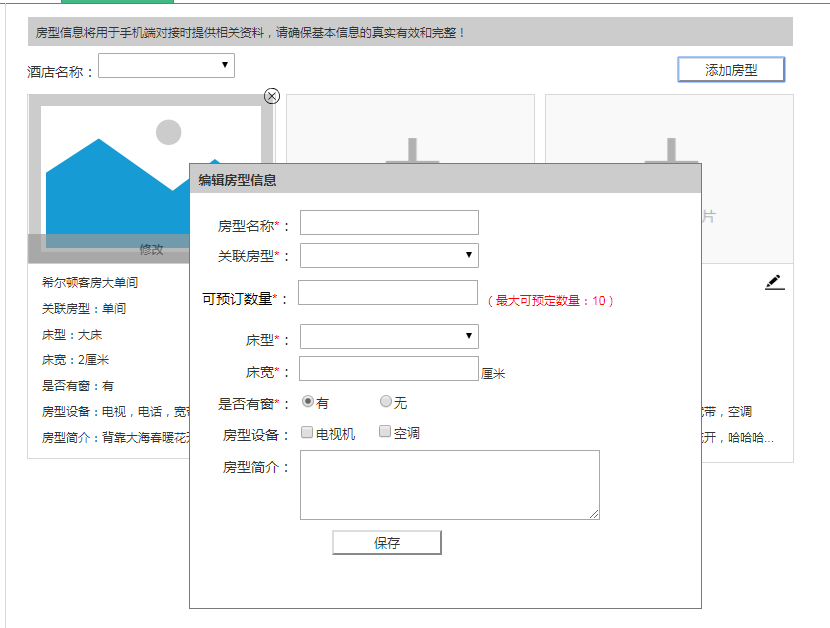 房型信息将用于手机端对接时提供相关资料，请确保基本信息的真实有效和完整！
酒店名称：
添加房型
修改
片
希尔顿客房大单间
关联房型：单间
床型：大床
床宽：2厘米
是否有窗：有
房型设备：电视，电话，宽带
房型简介：背靠大海春暖花开
宽带，空调
花开，哈哈哈...
编辑房型信息
房型名称*：
关联房型*：
可预订数量*：
（最大可预定数量：10）
床型*：
床宽*：
厘米
是否有窗*：
有
无
房型设备：
电视机
空调
房型简介：
保存